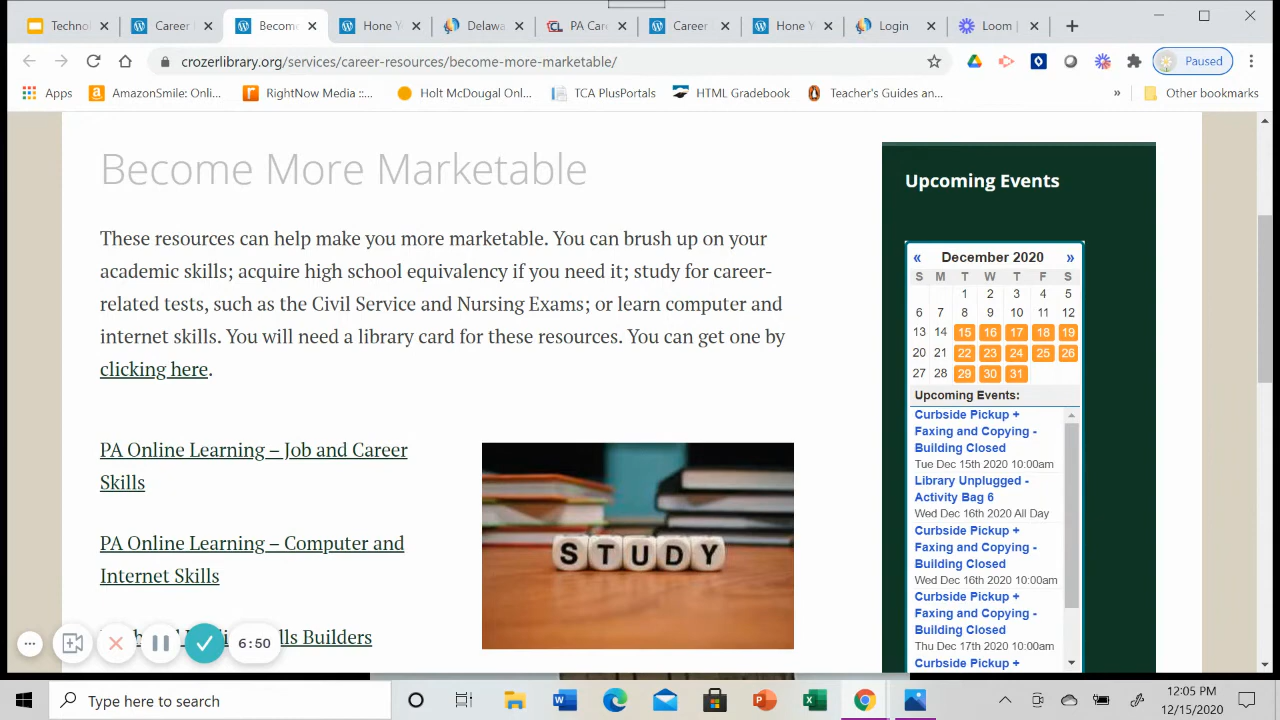 Technol
Career
Becom
Hone Y
Delawa
PA Care
Career
Hone Y
Login
Loom |
crozerlibrary.org/services/career-resources/become-more-marketable/
Paused
Apps
AmazonSmile: Onli...
RightNow Media ::...
Holt McDougal Onl...
TCA PlusPortals
HTML Gradebook
Teacher's Guides an...
»
Other bookmarks
Become More Marketable
These resources can help make you more marketable. You can brush up on your
academic skills; acquire high school equivalency if you need it; study for career-
related tests, such as the Civil Service and Nursing Exams; or learn computer and
internet skills. You will need a library card for these resources. You can get one by
clicking here.
PA Online Learning – Job and Career
Skills
PA Online Learning – Computer and
Internet Skills
lls Builders
6:50
STUDY
Upcoming Events
« December 2020 »
S M T W T F S
1 2 3 4 5
6 7 8 9 10 11 12
13 14 15 16 17 18 19
20 21 22 23 24 25 26
27 28 29 30 31
Upcoming Events:
Curbside Pickup +
Faxing and Copying -
Building Closed
Tue Dec 15th 2020 10:00am
Library Unplugged -
Activity Bag 6
Wed Dec 16th 2020 All Day
Curbside Pickup +
Faxing and Copying -
Building Closed
Wed Dec 16th 2020 10:00am
Curbside Pickup +
Faxing and Copying -
Building Closed
Thu Dec 17th 2020 10:00am
Curbside Pickup +
Type here to search
12:05 PM
12/15/2020